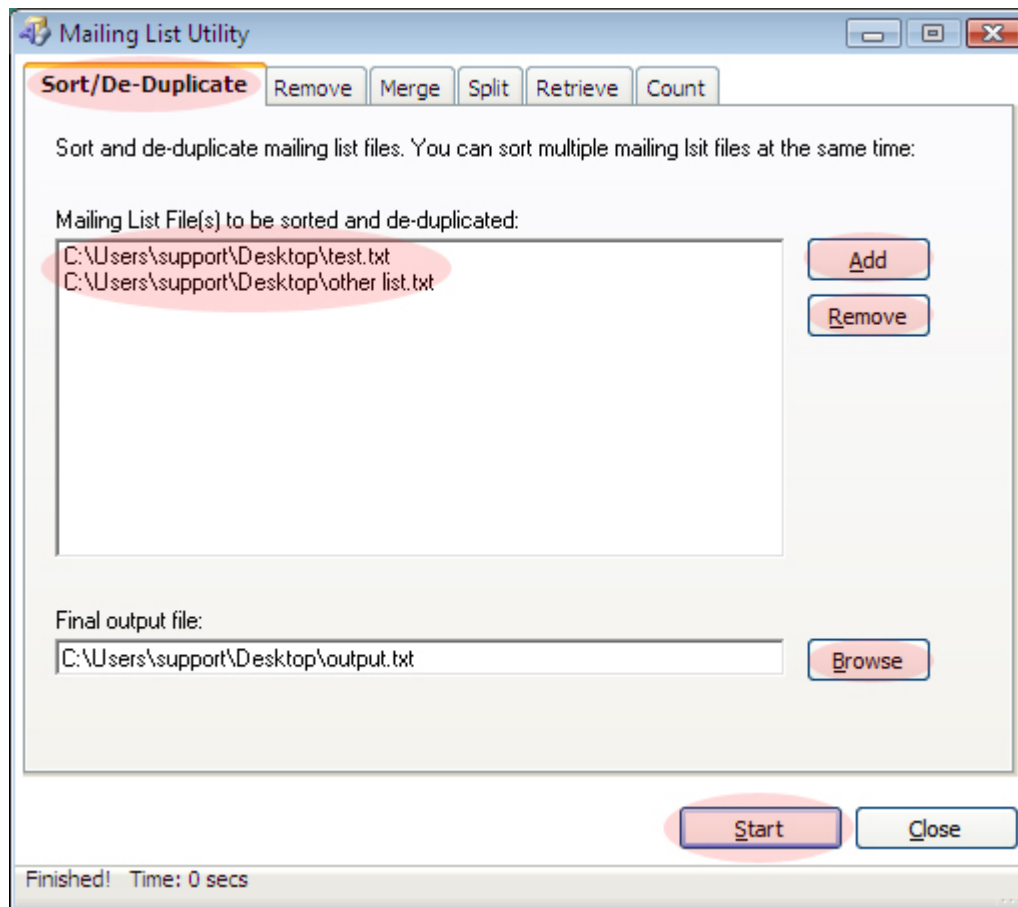 Mailing List Utility
Sort/De-Duplicate Remove Merge Split Retrieve Count
Sort and de-duplicate mailing list files. You can sort multiple mailing lsit files at the same time:
Mailing List File(s) to be sorted and de-duplicated:
C:\Users\support\Desktop\test.txt
C:\Users\support\Desktop\other list.txt
Add
Remove
Final output file:
C:\Users\support\Desktop\output.txt
Browse
Start Close
Finished! Time: 0 secs